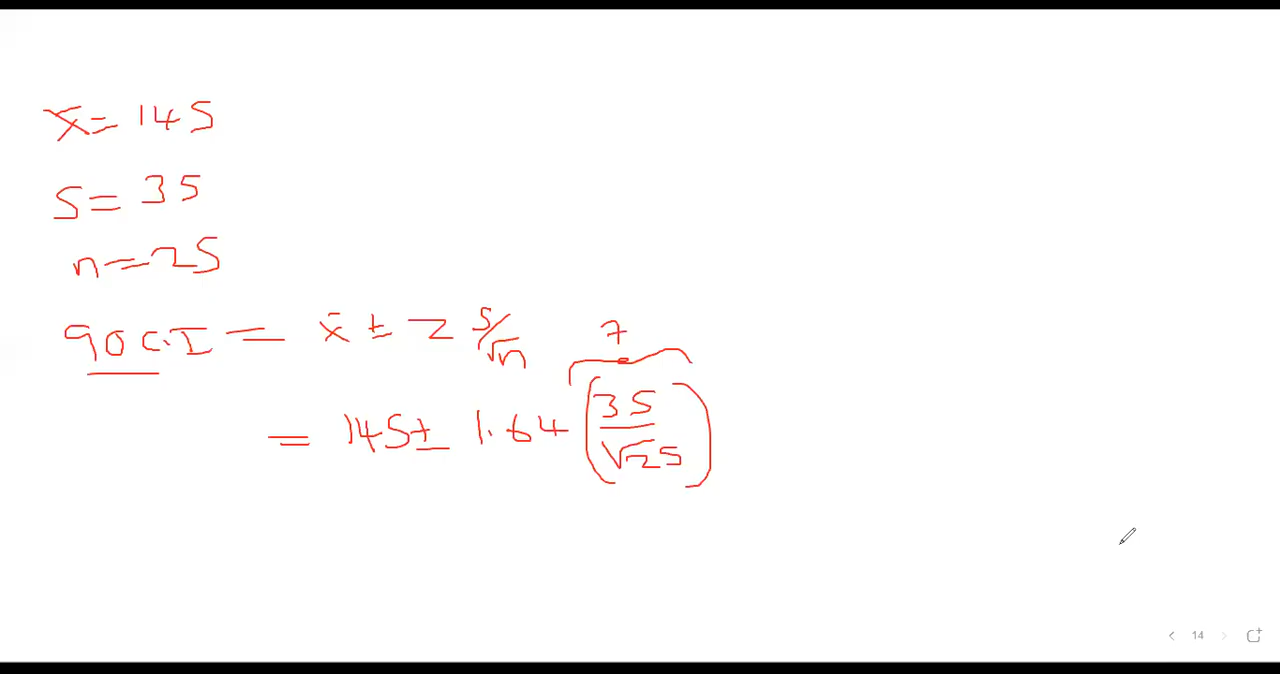 x̄ = 145
S = 35
n = 25
90 C.I = x̄ ± Z S/√n
7
= 145 ± 1.64 (35/√25)
14